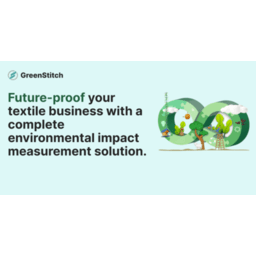 GreenStitch
Future-proof your
textile business with a
complete
environmental impact
measurement solution.